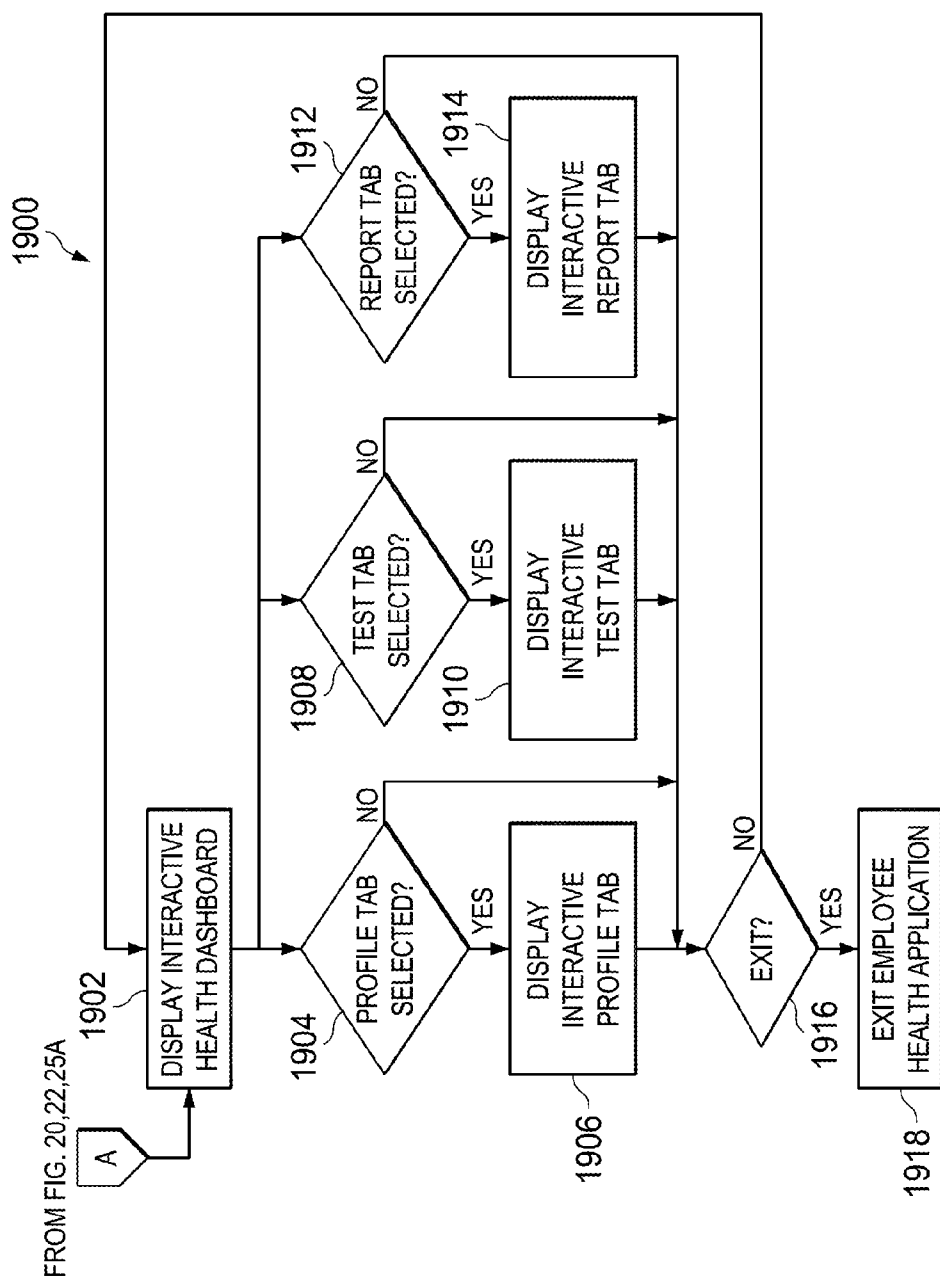 1900
FROM FIG. 20,22,25A
A
1902
DISPLAY INTERACTIVE
HEALTH DASHBOARD
1904
PROFILE TAB
SELECTED?
NO
YES
1908
TEST TAB
SELECTED?
NO
YES
1912
REPORT TAB
SELECTED?
NO
YES
1906
DISPLAY
INTERACTIVE
PROFILE TAB
1910
DISPLAY
INTERACTIVE
TEST TAB
1914
DISPLAY
INTERACTIVE
REPORT TAB
EXIT?
NO
YES
1916
EXIT EMPLOYEE
HEALTH APPLICATION
1918